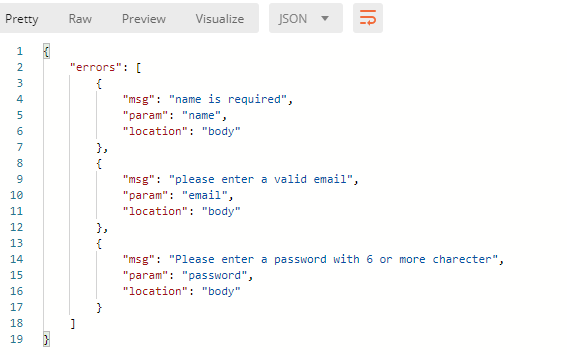 Pretty Raw Preview Visualize JSON
1 {
2 "errors": [
3 {
4 "msg": "name is required",
5 "param": "name",
6 "location": "body"
7 },
8 {
9 "msg": "please enter a valid email",
10 "param": "email",
11 "location": "body"
12 },
13 {
14 "msg": "Please enter a password with 6 or more charecter",
15 "param": "password",
16 "location": "body"
17 }
18 ]
19 }